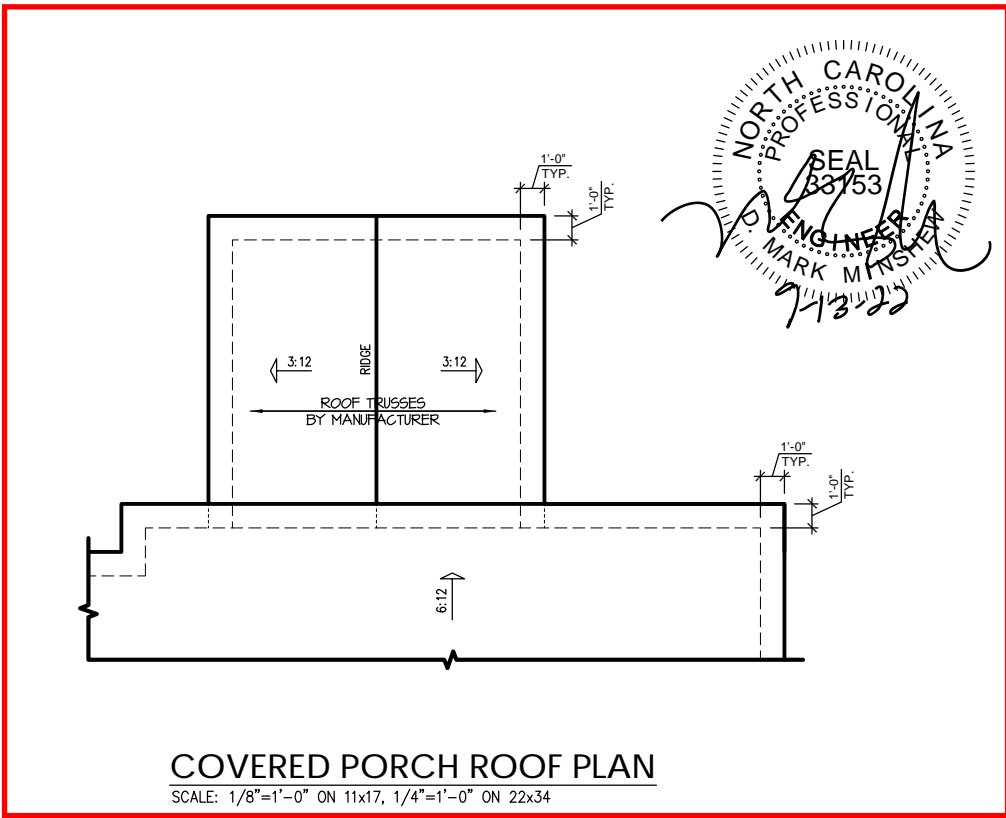 NORTH CAROLINA
PROFESSIONAL
SEAL
33153
ENGINEER
D. MARK MINSHEW
9-13-22
1'-0"
TYP.
1'-0"
TYP.
3:12
RIDGE
3:12
ROOF TRUSSES
BY MANUFACTURER
1'-0"
TYP.
1'-0"
TYP.
6:12
COVERED PORCH ROOF PLAN
SCALE: 1/8"=1'-0" ON 11x17, 1/4"=1'-0" ON 22x34